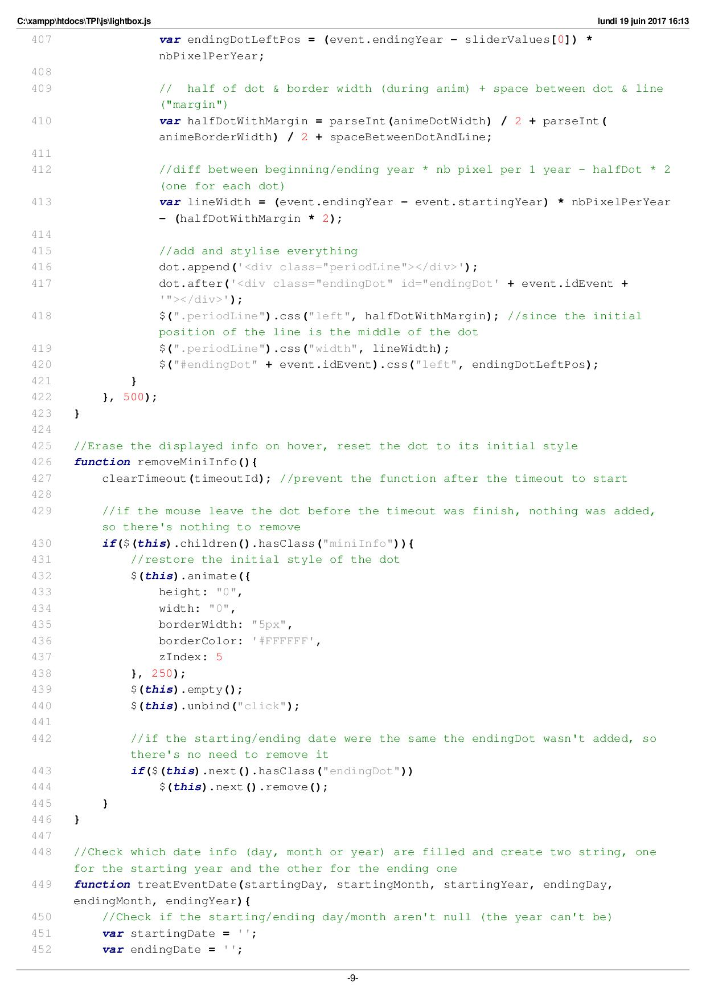 C:\xampp\htdocs\TPI\js\lightbox.js lundi 19 juin 2017 16:13
407 var endingDotLeftPos = (event.endingYear - sliderValues[0]) *
nbPixelPerYear;
408
409 //  half of dot & border width (during anim) + space between dot & line
("margin")
410 var halfDotWithMargin = parseInt(animeDotWidth) / 2 + parseInt(
animeBorderWidth) / 2 + spaceBetweenDotAndLine;
411
412 //diff between beginning/ending year * nb pixel per 1 year - halfDot * 2
(one for each dot)
413 var lineWidth = (event.endingYear - event.startingYear) * nbPixelPerYear
- (halfDotWithMargin * 2);
414
415 //add and stylise everything
416 dot.append('<div class="periodLine"></div>');
417 dot.after('<div class="endingDot" id="endingDot' + event.idEvent +
'"></div>');
418 $(".periodLine").css("left", halfDotWithMargin); //since the initial
position of the line is the middle of the dot
419 $(".periodLine").css("width", lineWidth);
420 $("#endingDot" + event.idEvent).css("left", endingDotLeftPos);
421 }
422 }, 500);
423 }
424
425 //Erase the displayed info on hover, reset the dot to its initial style
426 function removeMiniInfo(){
427 clearTimeout(timeoutId); //prevent the function after the timeout to start
428
429 //if the mouse leave the dot before the timeout was finish, nothing was added,
so there's nothing to remove
430 if($(this).children().hasClass("miniInfo")){
431 //restore the initial style of the dot
432 $(this).animate({
433 height: "0",
434 width: "0",
435 borderWidth: "5px",
436 borderColor: '#FFFFFF',
437 zIndex: 5
438 }, 250);
439 $(this).empty();
440 $(this).unbind("click");
441
442 //if the starting/ending date were the same the endingDot wasn't added, so
there's no need to remove it
443 if($(this).next().hasClass("endingDot"))
444 $(this).next().remove();
445 }
446 }
447
448 //Check which date info (day, month or year) are filled and create two string, one
for the starting year and the other for the ending one
449 function treatEventDate(startingDay, startingMonth, startingYear, endingDay,
endingMonth, endingYear){
450 //Check if the starting/ending day/month aren't null (the year can't be)
451 var startingDate = '';
452 var endingDate = '';
-9-